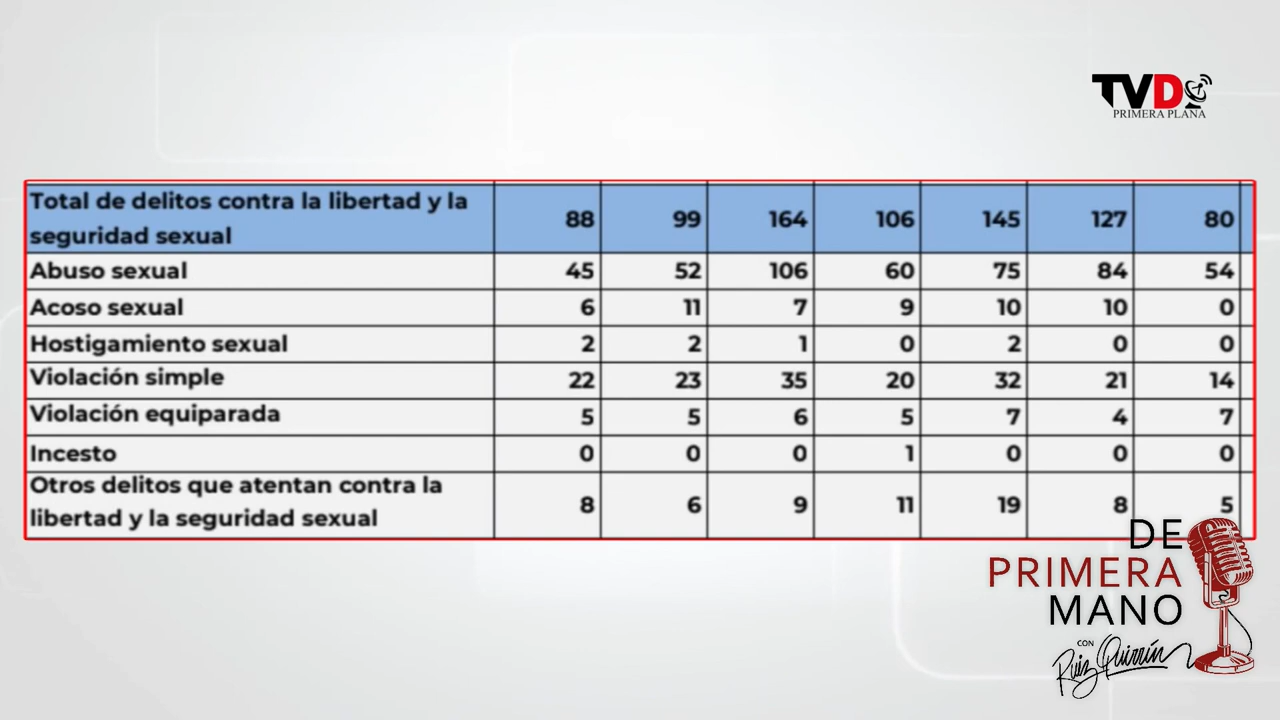 TVD
PRIMERA PLANA
Total de delitos contra la libertad y la
seguridad sexual 88 99 164 106 145 127 80
Abuso sexual 45 52 106 60 75 84 54
Acoso sexual 6 11 7 9 10 10 0
Hostigamiento sexual 2 2 1 0 2 0 0
Violación simple 22 23 35 20 32 21 14
Violación equiparada 5 5 6 5 7 4 7
Incesto 0 0 0 1 0 0 0
Otros delitos que atentan contra la
libertad y la seguridad sexual 8 6 9 11 19 8 5
DE
PRIMERA
MANO
CON
Ruiz Quirrín